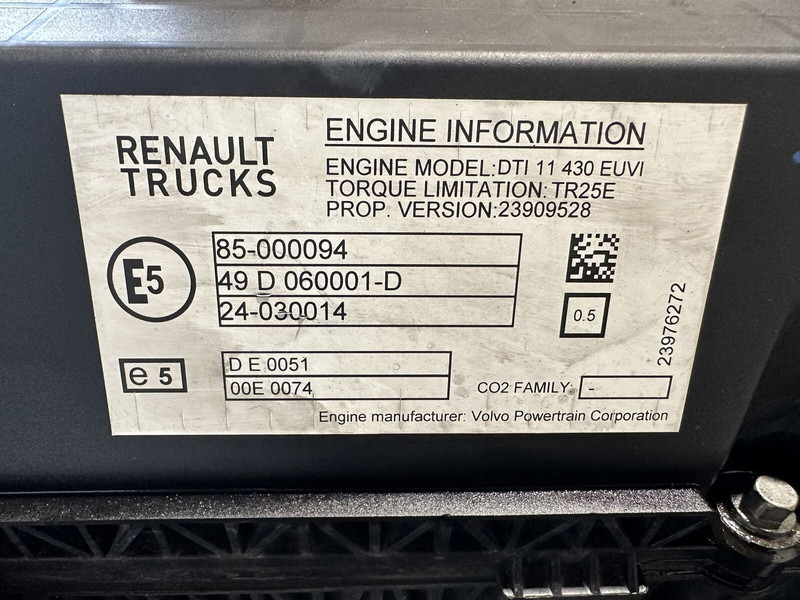 RENAULT
TRUCKS
ENGINE INFORMATION
ENGINE MODEL:DTI 11 430 EUVI
TORQUE LIMITATION: TR25E
PROP. VERSION:23909528
E5
85-000094
49 D 060001-D
24-030014
0.5
23976272
e 5
D E 0051
00E 0074
CO2 FAMILY: -
Engine manufacturer: Volvo Powertrain Corporation